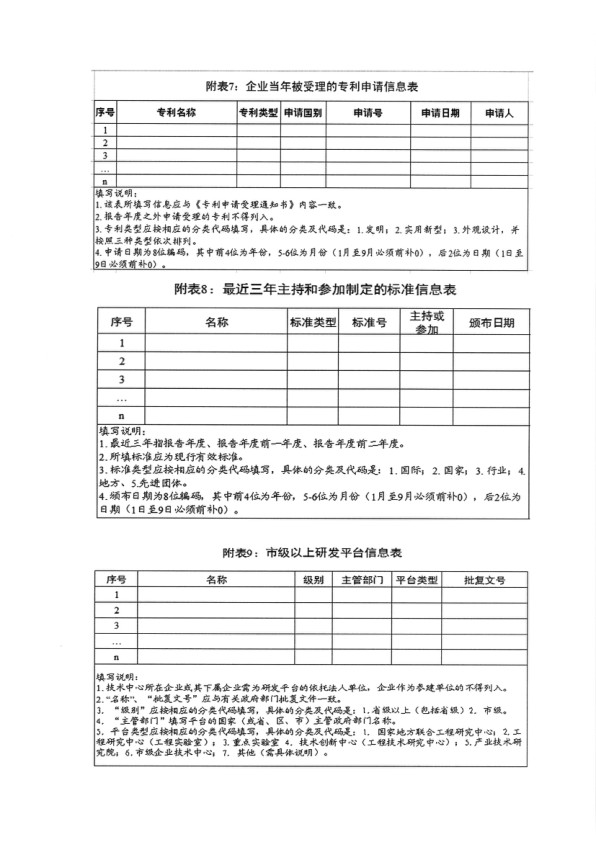 附表7：企业当年被受理的专利申请信息表
序号 专利名称 专利类型 申请国别 申请号 申请日期 申请人
1
2
3
…
n
填写说明：
1.该表所填写信息应与《专利申请受理通知书》内容一致。
2.报告年度之外申请受理的专利不得列入。
3.专利类型应按相应的分类代码填写，具体的分类及代码是：1.发明；2.实用新型；3.外观设计，并
按照三种类型依次排列。
4.申请日期为8位编码，其中前4位为年份，5-6位为月份（1月至9月必须前补0），后2位为日期（1日至
9日必须前补0）。
附表8：最近三年主持和参加制定的标准信息表
序号 名称 标准类型 标准号 主持或
参加 颁布日期
1
2
3
…
n
填写说明：
1.最近三年指报告年度、报告年度前一年度、报告年度前二年度。
2.所填标准应为现行有效标准。
3.标准类型应按相应的分类代码填写，具体的分类及代码是：1.国际；2.国家；3.行业；4.
地方、5.先进团体。
4.颁布日期为8位编码，其中前4位为年份，5-6位为月份（1月至9月必须前补0），后2位为
日期（1日至9日必须前补0）。
附表9：市级以上研发平台信息表
序号 名称 级别 主管部门 平台类型 批复文号
1
2
3
…
n
填写说明：
1.技术中心所在企业或其下属企业需为研发平台的依托法人单位，企业作为参建单位的不得列入。
2."名称"、"批复文号"应与有关政府部门批复文件一致。
3. "级别"应按相应的分类代码填写，具体的分类及代码是：1.省级以上（包括省级）2. 市级。
4. "主管部门"填写平台的国家（或省、区、市）主管政府部门名称。
5. 平台类型应按相应的分类代码填写，具体的分类及代码是：1. 国家地方联合工程研究中心；2.工
程研究中心（工程实验室）；3.重点实验室 4. 技术创新中心（工程技术研究中心）；5.产业技术研
究院；6.市级企业技术中心；7. 其他（需具体说明）。